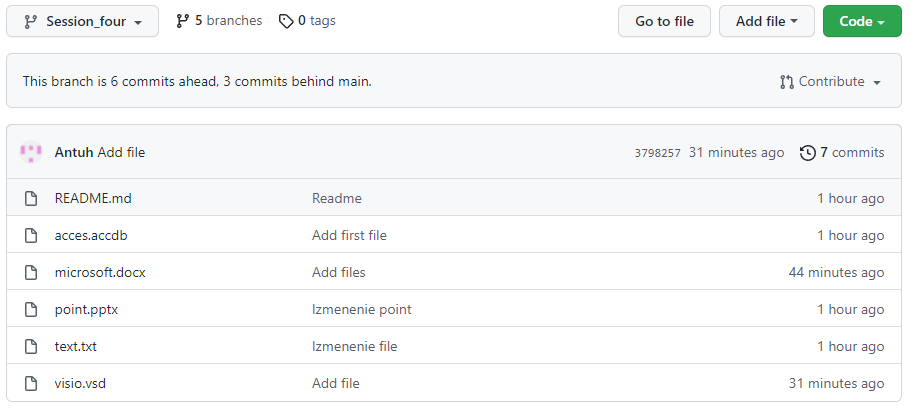 Session_four 5 branches 0 tags Go to file Add file Code
This branch is 6 commits ahead, 3 commits behind main. Contribute
Antuh Add file 3798257 31 minutes ago 7 commits
README.md Readme 1 hour ago
acces.accdb Add first file 1 hour ago
microsoft.docx Add files 44 minutes ago
point.pptx Izmenenie point 1 hour ago
text.txt Izmenenie file 1 hour ago
visio.vsd Add file 31 minutes ago